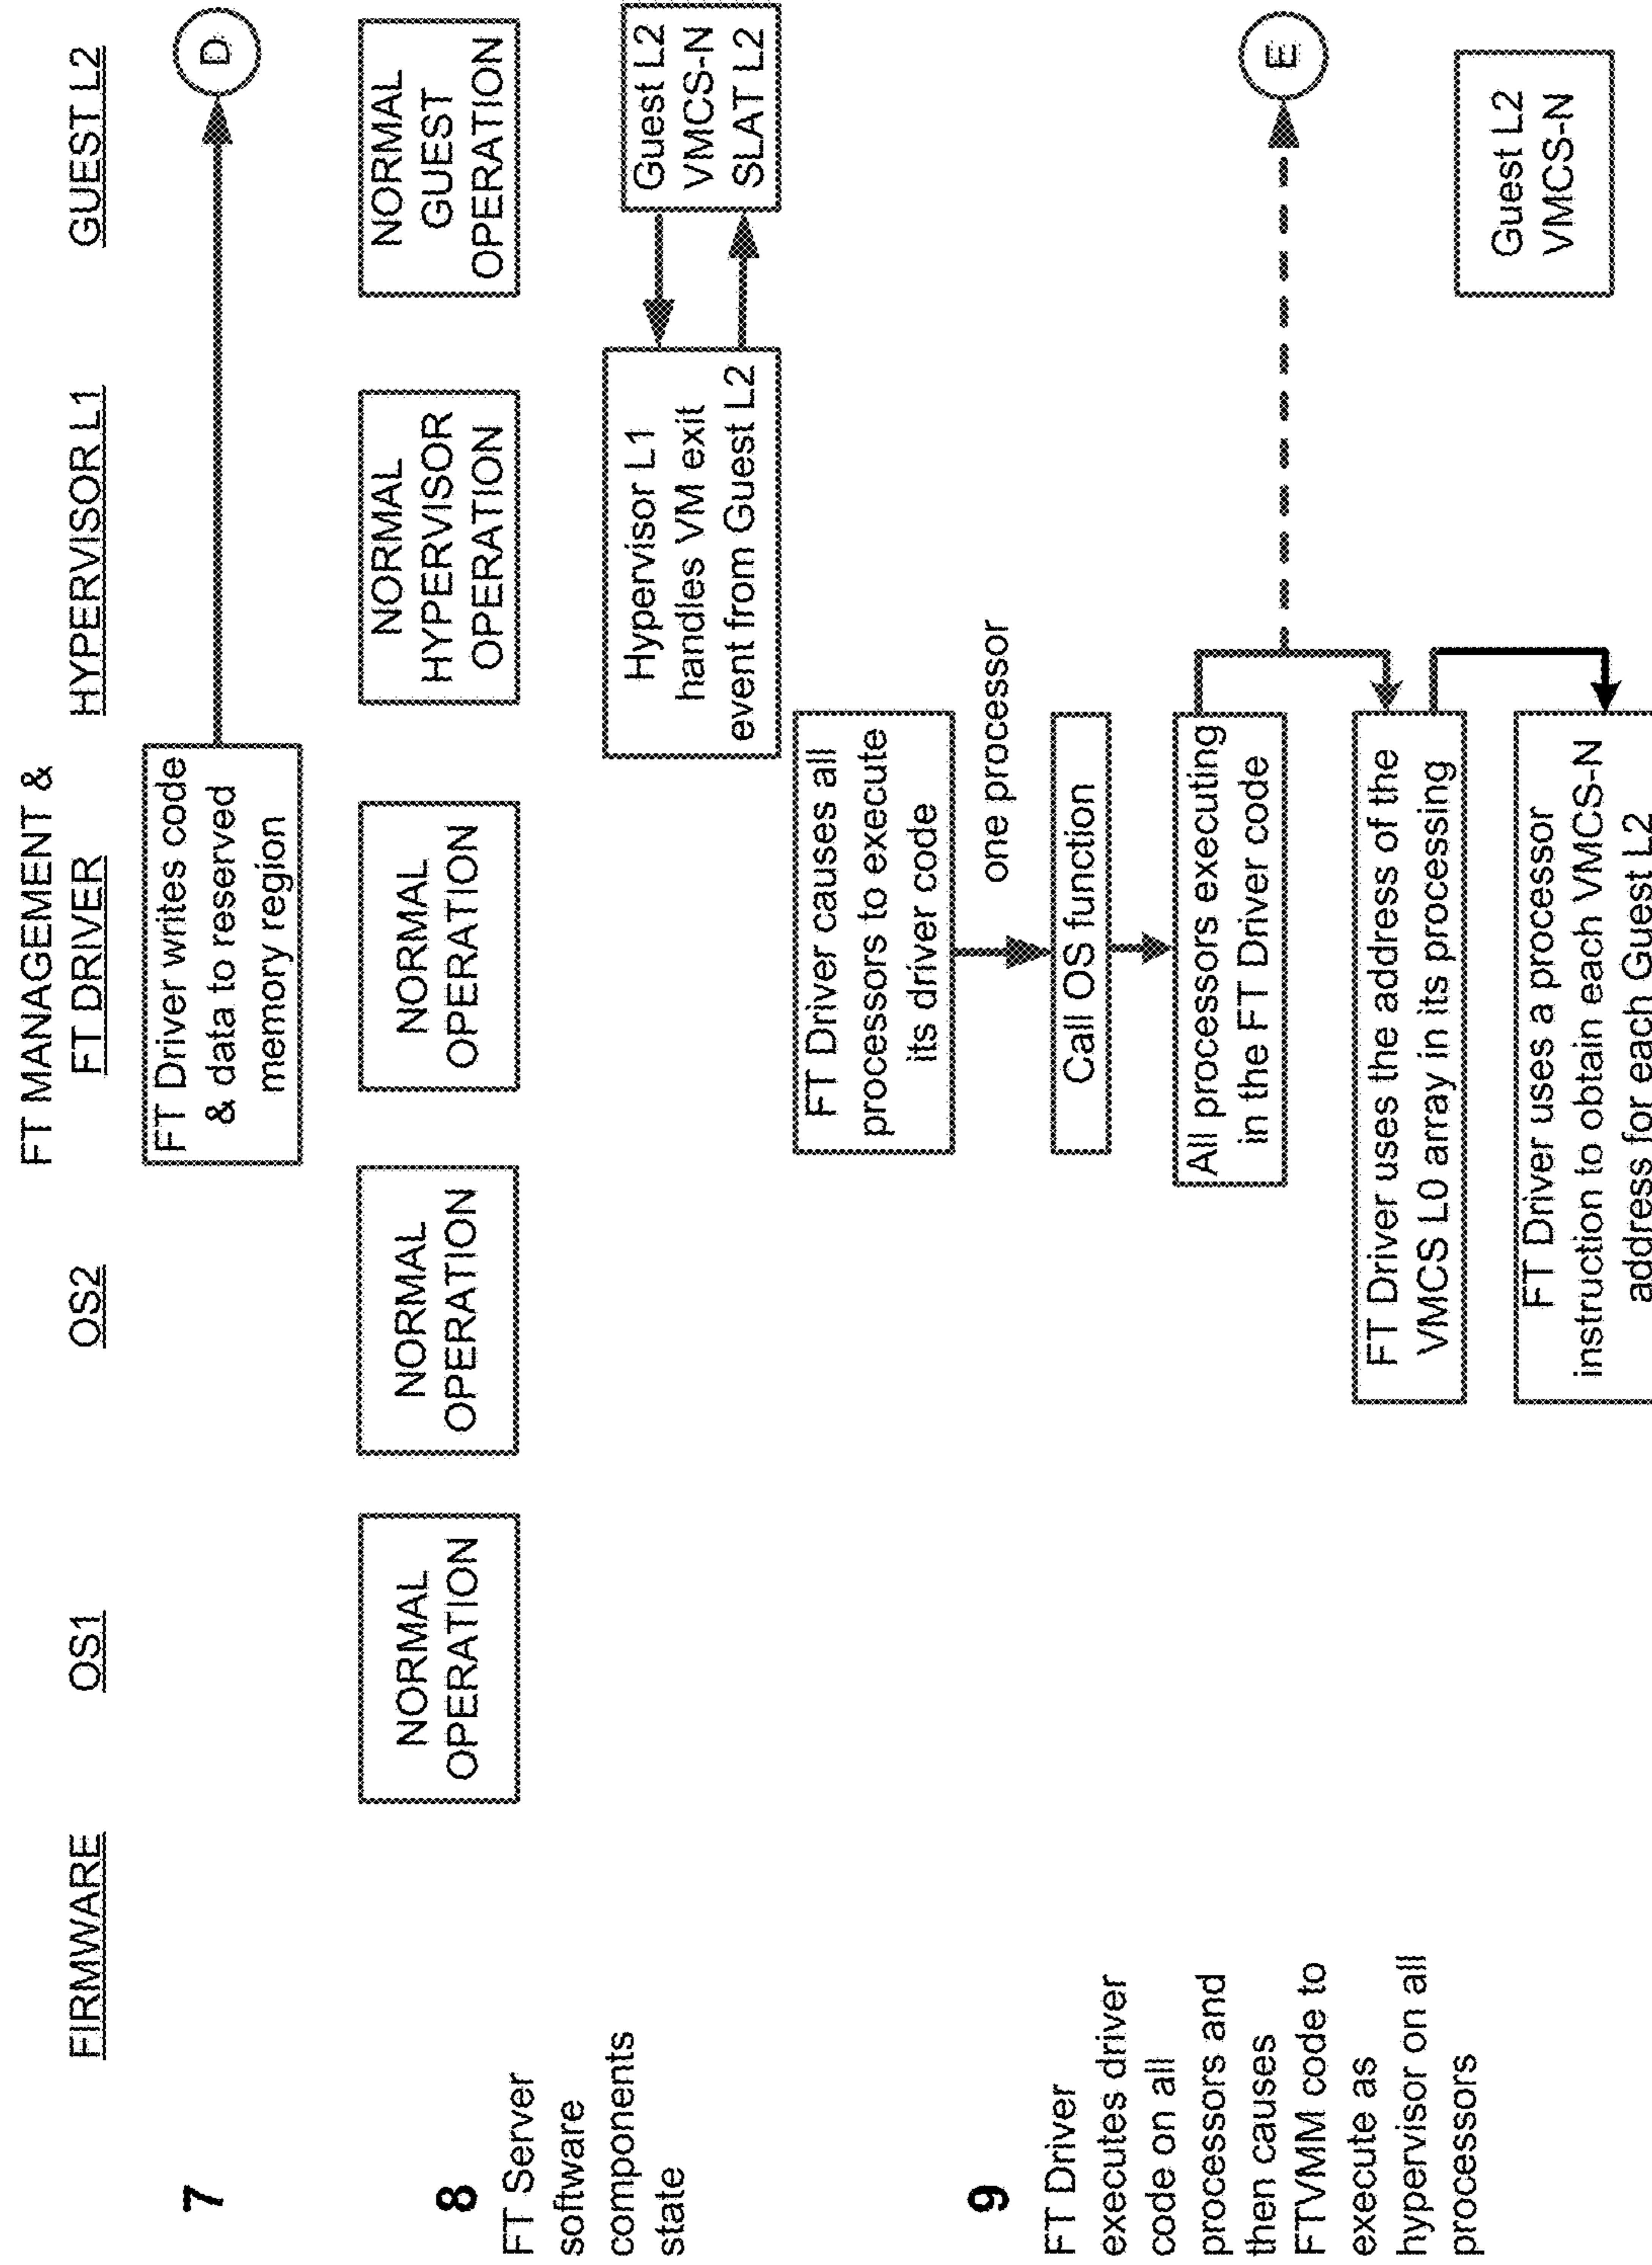 FIRMWARE
OS1
OS2
FT MANAGEMENT &
FT DRIVER
HYPERVISOR L1
GUEST L2
7
FT Driver writes code
& data to reserved
memory region
D
8
FT Server
software
components
state
NORMAL
OPERATION
NORMAL
OPERATION
NORMAL
OPERATION
NORMAL
HYPERVISOR
OPERATION
NORMAL
GUEST
OPERATION
Hypervisor L1
handles VM exit
event from Guest L2
Guest L2
VMCS-N
SLAT L2
9
FT Driver
executes driver
code on all
processors and
then causes
FTVMM code to
execute as
hypervisor on all
processors
FT Driver causes all
processors to execute
its driver code
one processor
Call OS function
All processors executing
in the FT Driver code
E
FT Driver uses the address of the
VMCS L0 array in its processing
FT Driver uses a processor
instruction to obtain each VMCS-N
address for each Guest L2
Guest L2
VMCS-N